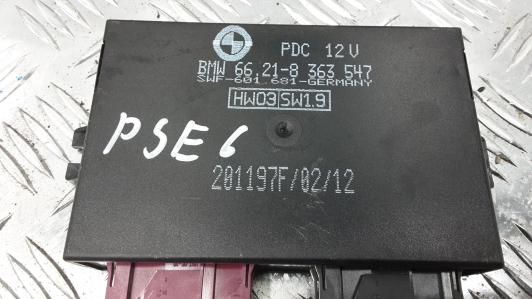 PDC 12V
BMW 66.21-8 363 547
SWF-601.681-GERMANY
HW03 SW1.9
PSE6
201197F/02/12